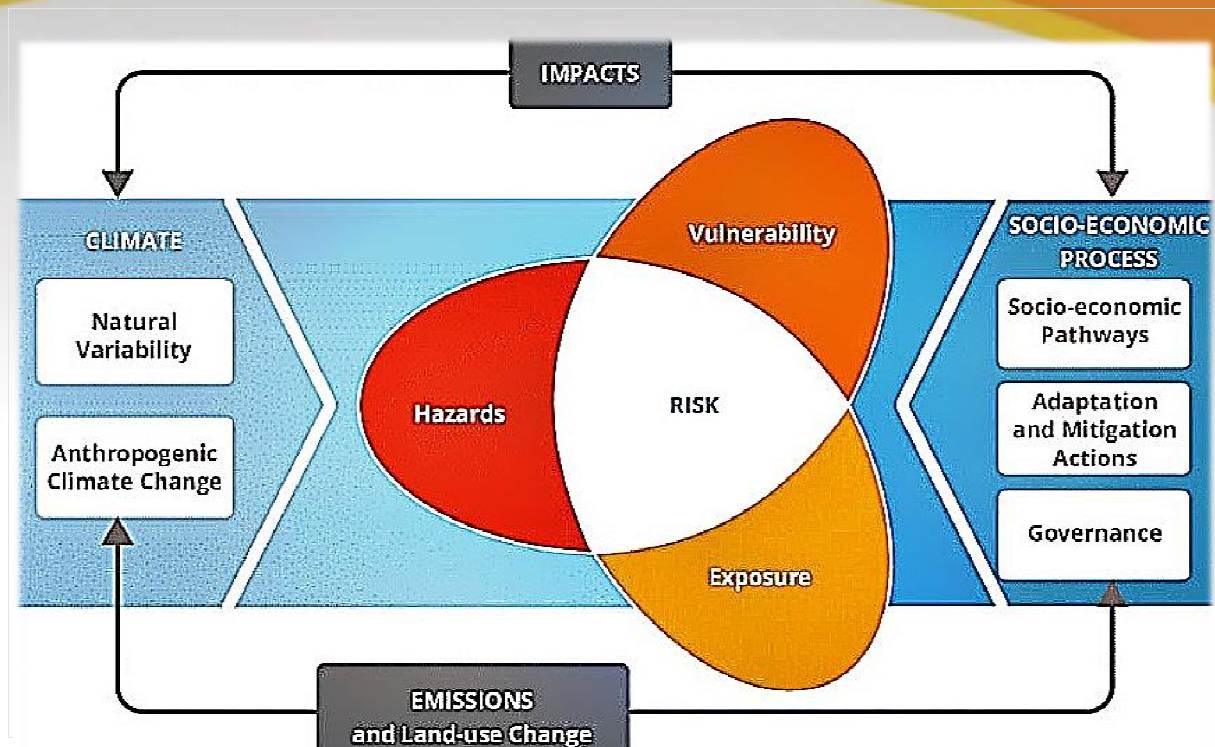 IMPACTS
CLIMATE
Natural
Variability
Anthropogenic
Climate Change
Hazards
Vulnerability
RISK
Exposure
SOCIO-ECONOMIC
PROCESS
Socio-economic
Pathways
Adaptation
and Mitigation
Actions
Governance
EMISSIONS
and Land-use Change